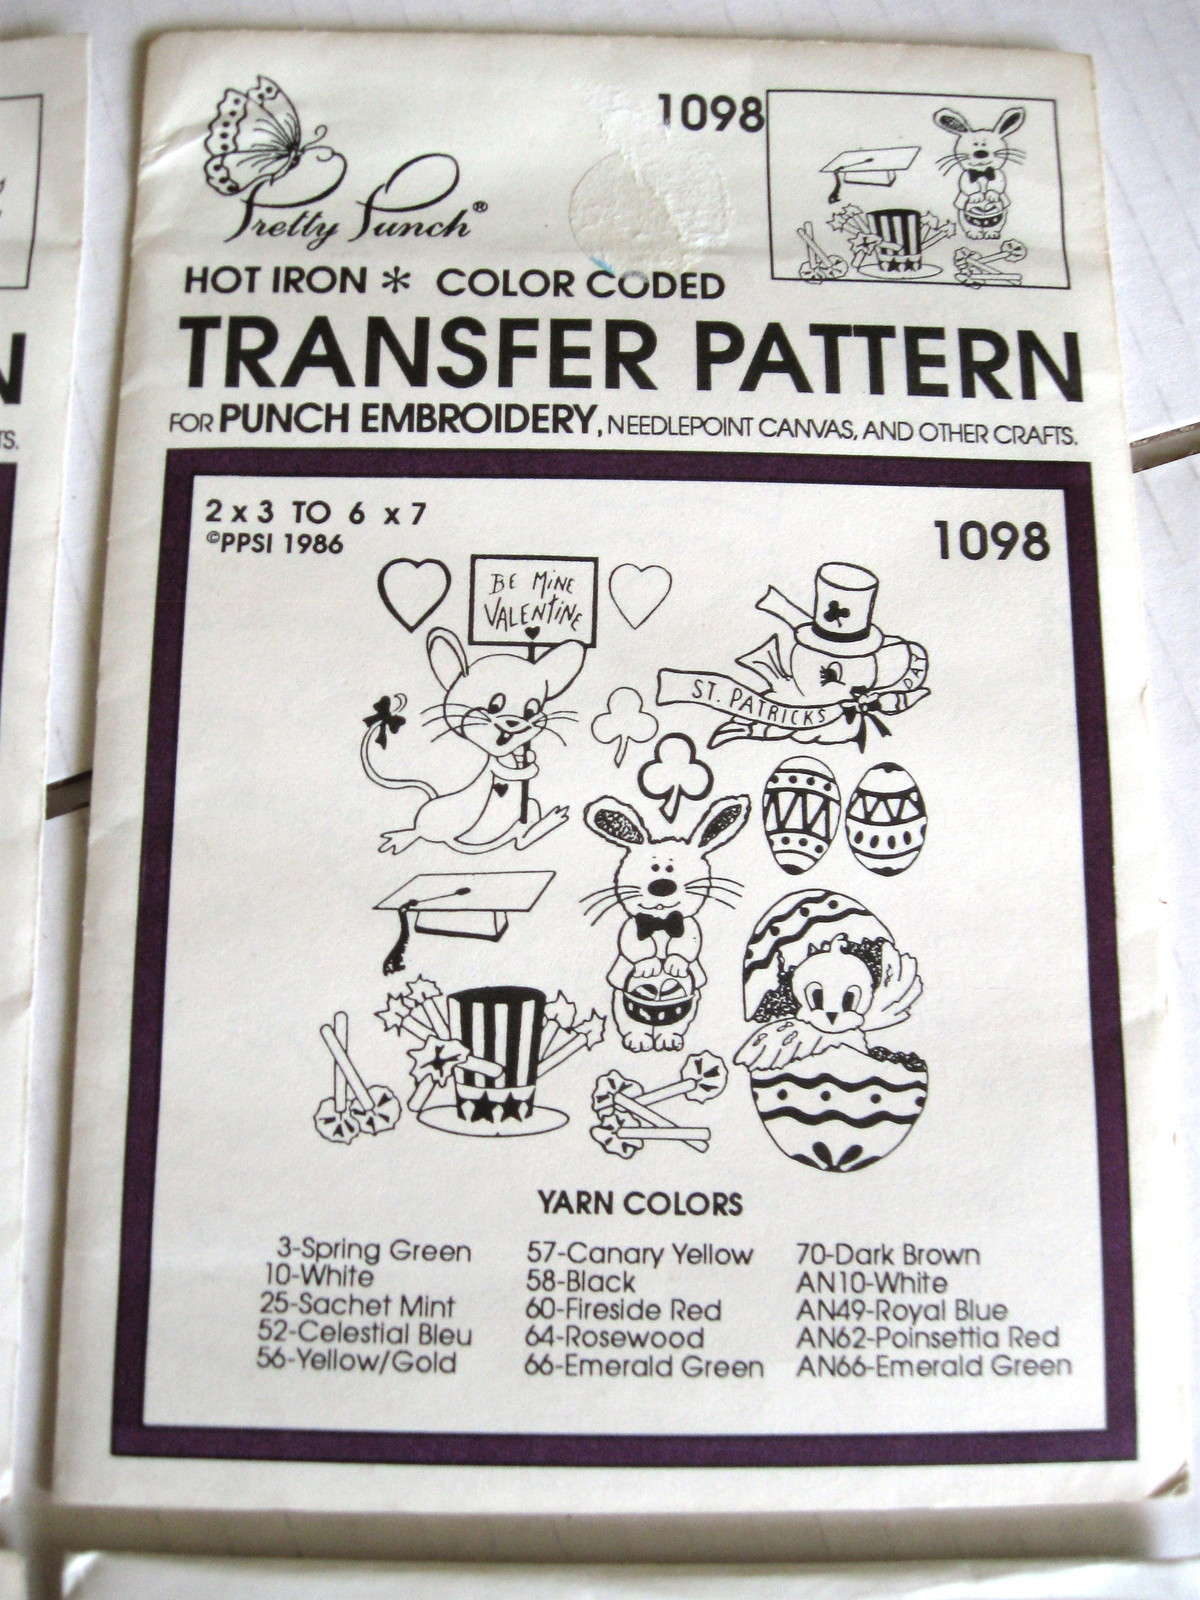 Pretty Punch®
1098
HOT IRON * COLOR CODED
TRANSFER PATTERN
FOR PUNCH EMBROIDERY, NEEDLEPOINT CANVAS, AND OTHER CRAFTS.
2 x 3 TO 6 x 7
©PPSI 1986
1098
BE MINE
VALENTINE
ST. PATRICKS DAY
YARN COLORS
3-Spring Green
10-White
25-Sachet Mint
52-Celestial Bleu
56-Yellow/Gold
57-Canary Yellow
58-Black
60-Fireside Red
64-Rosewood
66-Emerald Green
70-Dark Brown
AN10-White
AN49-Royal Blue
AN62-Poinsettia Red
AN66-Emerald Green
N
TS.